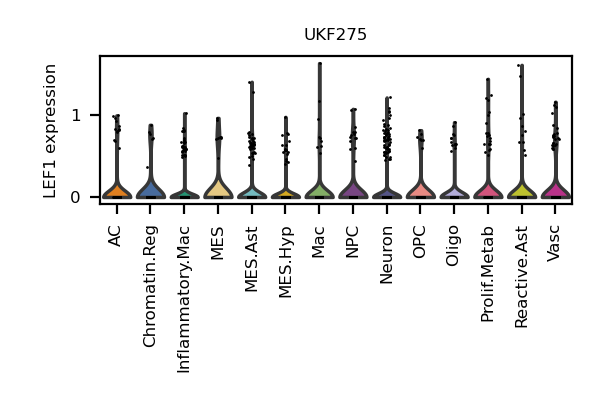 UKF275
LEF1 expression
1
0
AC
Chromatin.Reg
Inflammatory.Mac
MES
MES.Ast
MES.Hyp
Mac
NPC
Neuron
OPC
Oligo
Prolif.Metab
Reactive.Ast
Vasc